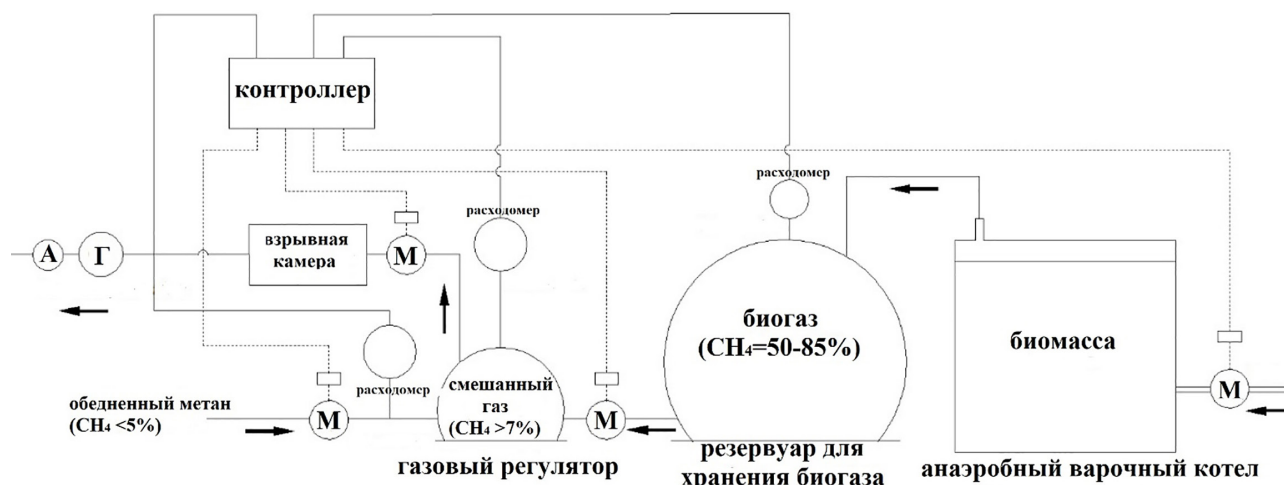 контроллер
расходомер
расходомер
А
Г
взрывная
камера
М
биогаз
(CH₄=50-85%)
биомасса
расходомер
смешанный
газ
(CH₄ >7%)
обедненный метан
(CH₄ <5%)
М
М
М
газовый регулятор
резервуар для
хранения биогаза
анаэробный варочный котел